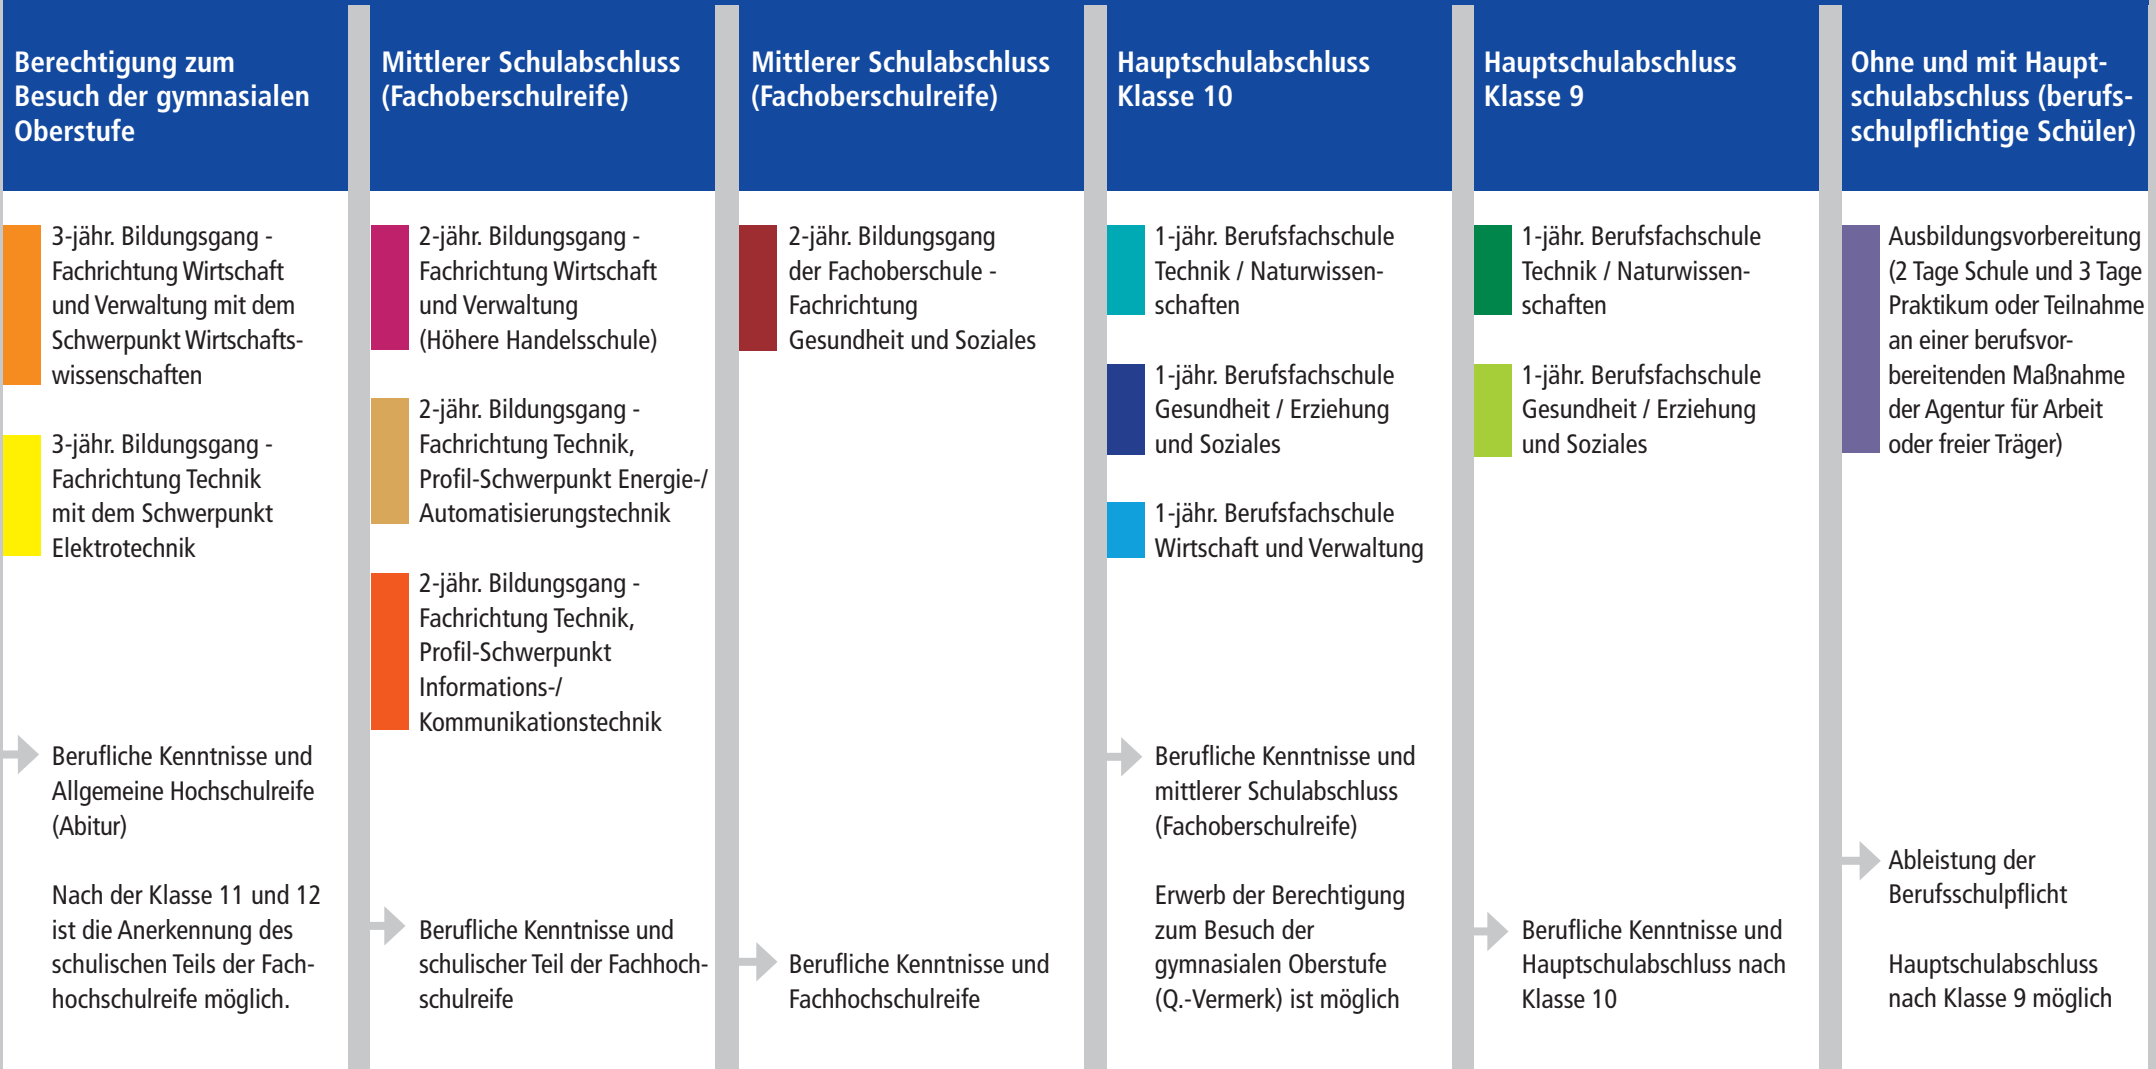 Berechtigung zum
Besuch der gymnasialen
Oberstufe
3-jähr. Bildungsgang -
Fachrichtung Wirtschaft
und Verwaltung mit dem
Schwerpunkt Wirtschafts-
wissenschaften
3-jähr. Bildungsgang -
Fachrichtung Technik
mit dem Schwerpunkt
Elektrotechnik
Berufliche Kenntnisse und
Allgemeine Hochschulreife
(Abitur)
Nach der Klasse 11 und 12
ist die Anerkennung des
schulischen Teils der Fach-
hochschulreife möglich.
Mittlerer Schulabschluss
(Fachoberschulreife)
2-jähr. Bildungsgang -
Fachrichtung Wirtschaft
und Verwaltung
(Höhere Handelsschule)
2-jähr. Bildungsgang -
Fachrichtung Technik,
Profil-Schwerpunkt Energie-/
Automatisierungstechnik
2-jähr. Bildungsgang -
Fachrichtung Technik,
Profil-Schwerpunkt
Informations-/
Kommunikationstechnik
Berufliche Kenntnisse und
schulischer Teil der Fachhoch-
schulreife
Mittlerer Schulabschluss
(Fachoberschulreife)
2-jähr. Bildungsgang
der Fachoberschule -
Fachrichtung
Gesundheit und Soziales
Berufliche Kenntnisse und
Fachhochschulreife
Hauptschulabschluss
Klasse 10
1-jähr. Berufsfachschule
Technik / Naturwissen-
schaften
1-jähr. Berufsfachschule
Gesundheit / Erziehung
und Soziales
1-jähr. Berufsfachschule
Wirtschaft und Verwaltung
Berufliche Kenntnisse und
mittlerer Schulabschluss
(Fachoberschulreife)
Erwerb der Berechtigung
zum Besuch der
gymnasialen Oberstufe
(Q.-Vermerk) ist möglich
Hauptschulabschluss
Klasse 9
1-jähr. Berufsfachschule
Technik / Naturwissen-
schaften
1-jähr. Berufsfachschule
Gesundheit / Erziehung
und Soziales
Berufliche Kenntnisse und
Hauptschulabschluss nach
Klasse 10
Ohne und mit Haupt-
schulabschluss (berufs-
schulpflichtige Schüler)
Ausbildungsvorbereitung
(2 Tage Schule und 3 Tage
Praktikum oder Teilnahme
an einer berufsvor-
bereitenden Maßnahme
der Agentur für Arbeit
oder freier Träger)
Ableistung der
Berufsschulpflicht
Hauptschulabschluss
nach Klasse 9 möglich